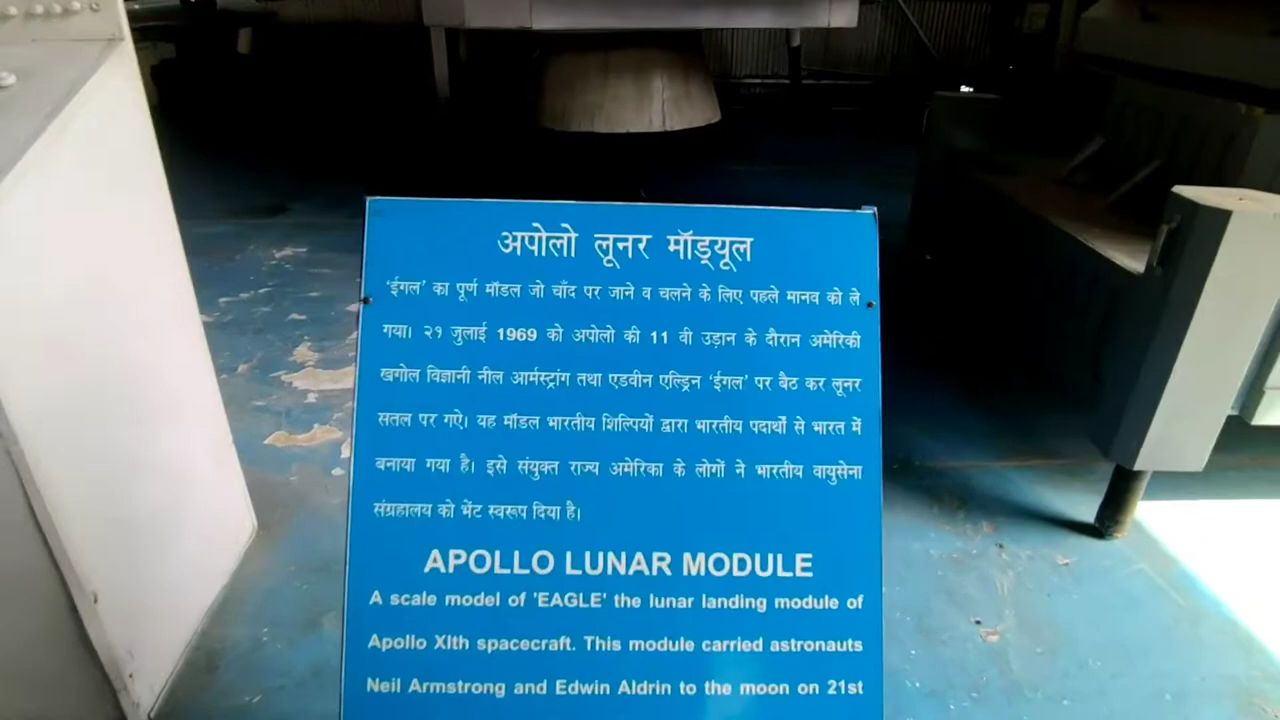 अपोलो लूनर मॉड्यूल
‘ईगल’ का पूर्ण मॉडल जो चाँद पर जाने व चलने के लिए पहले मानव को ले
गया। २१ जुलाई 1969 को अपोलो की 11 वी उड़ान के दौरान अमेरिकी
खगोल विज्ञानी नील आर्मस्ट्रांग तथा एडवीन एल्ड्रिन ‘ईगल’ पर बैठ कर लूनर
सतल पर गऐ। यह मॉडल भारतीय शिल्पियों द्वारा भारतीय पदार्थों से भारत में
बनाया गया है। इसे संयुक्त राज्य अमेरिका के लोगों ने भारतीय वायुसेना
संग्रहालय को भेंट स्वरूप दिया है।
APOLLO LUNAR MODULE
A scale model of 'EAGLE' the lunar landing module of
Apollo XIth spacecraft. This module carried astronauts
Neil Armstrong and Edwin Aldrin to the moon on 21st